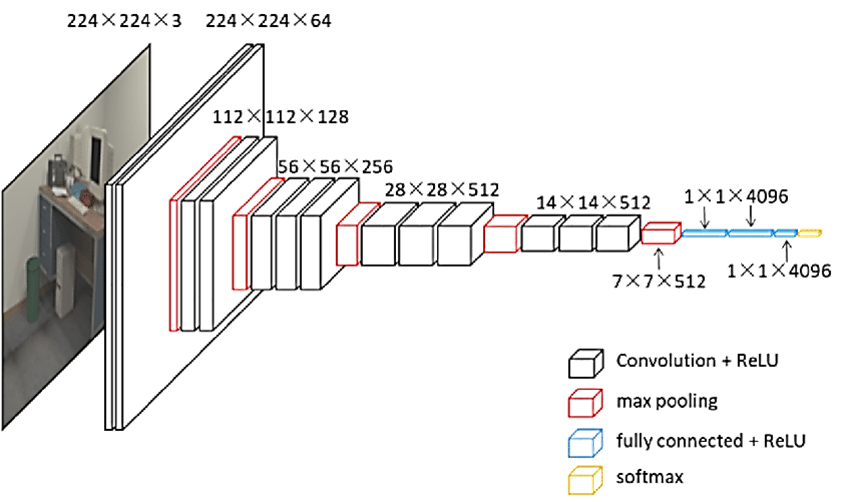 224×224×3
224×224×64
112×112×128
56×56×256
28×28×512
14×14×512
1×1×4096
7×7×512
1×1×4096
Convolution + ReLU
max pooling
fully connected + ReLU
softmax